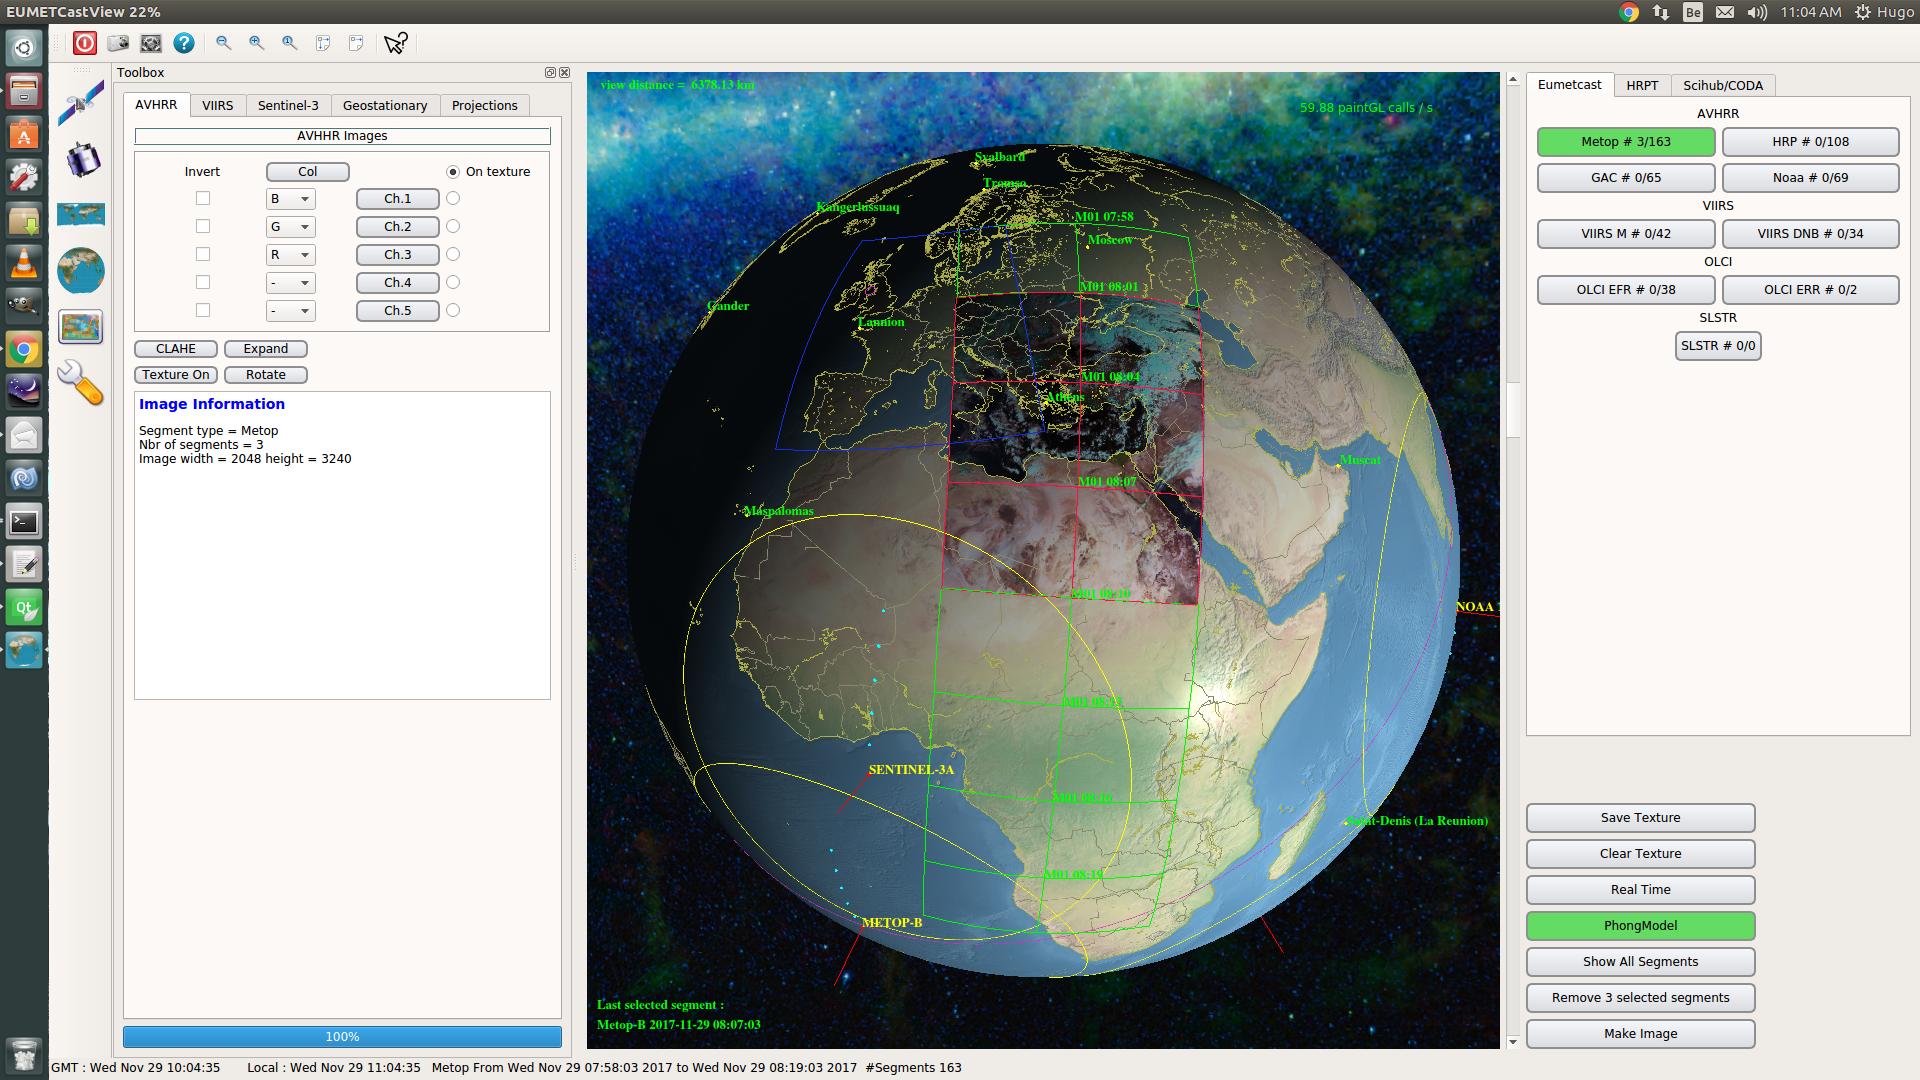 EUMETCastView 22%
Be
11:04 AM
Hugo
Toolbox
AVHRR
VIIRS
Sentinel-3
Geostationary
Projections
AVHHR Images
Invert
Col
On texture
B
Ch.1
G
Ch.2
R
Ch.3
-
Ch.4
-
Ch.5
CLAHE
Expand
Texture On
Rotate
Image Information
Segment type = Metop
Nbr of segments = 3
Image width = 2048 height = 3240
100%
view distance = 6378.13 km
59.88 paintGL calls / s
Svalbard
Tromso
Kangerlussuaq
M01 07:58
Moscow
M01 08:01
Gander
Lannion
M01 08:04
Athens
Muscat
M01 08:07
Maspalomas
M01 08:10
NOAA
SENTINEL-3A
M01 08:16
Saint-Denis (La Reunion)
M01 08:19
METOP-B
Last selected segment :
Metop-B 2017-11-29 08:07:03
Eumetcast
HRPT
Scihub/CODA
AVHRR
Metop # 3/163
HRP # 0/108
GAC # 0/65
Noaa # 0/69
VIIRS
VIIRS M # 0/42
VIIRS DNB # 0/34
OLCI
OLCI EFR # 0/38
OLCI ERR # 0/2
SLSTR
SLSTR # 0/0
Save Texture
Clear Texture
Real Time
PhongModel
Show All Segments
Remove 3 selected segments
Make Image
GMT : Wed Nov 29 10:04:35
Local : Wed Nov 29 11:04:35
Metop From Wed Nov 29 07:58:03 2017 to Wed Nov 29 08:19:03 2017 #Segments 163